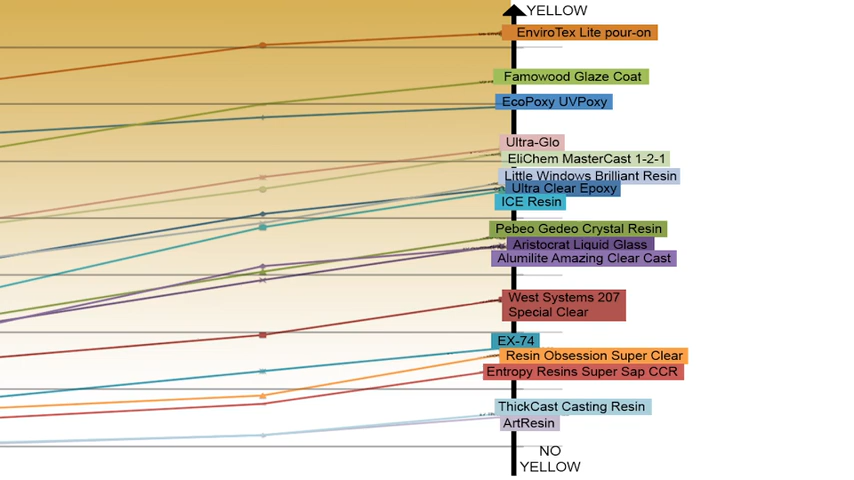 YELLOW
EnviroTex Lite pour-on
Famowood Glaze Coat
EcoPoxy UVPoxy
Ultra-Glo
EliChem MasterCast 1-2-1
Little Windows Brilliant Resin
Ultra Clear Epoxy
ICE Resin
Pebeo Gedeo Crystal Resin
Aristocrat Liquid Glass
Alumilite Amazing Clear Cast
West Systems 207
Special Clear
EX-74
Resin Obsession Super Clear
Entropy Resins Super Sap CCR
ThickCast Casting Resin
ArtResin
NO
YELLOW